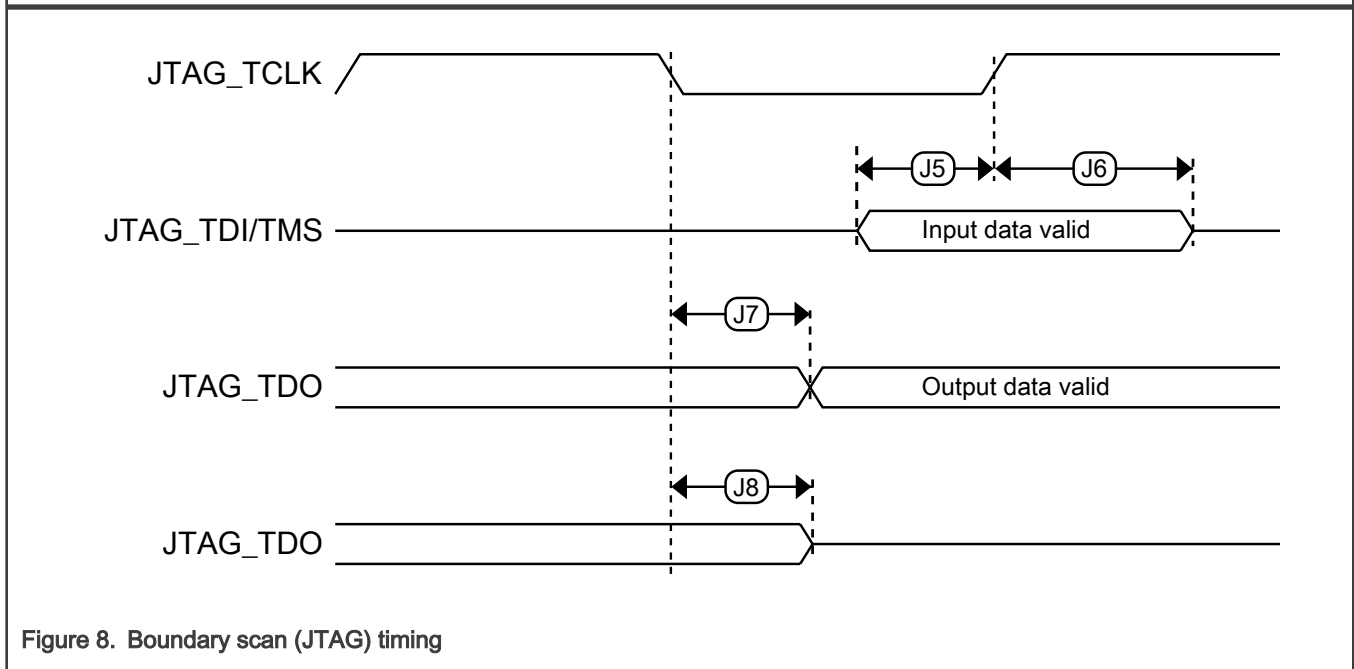 JTAG_TCLK
J5
J6
JTAG_TDI/TMS
Input data valid
J7
JTAG_TDO
Output data valid
J8
JTAG_TDO
Figure 8. Boundary scan (JTAG) timing